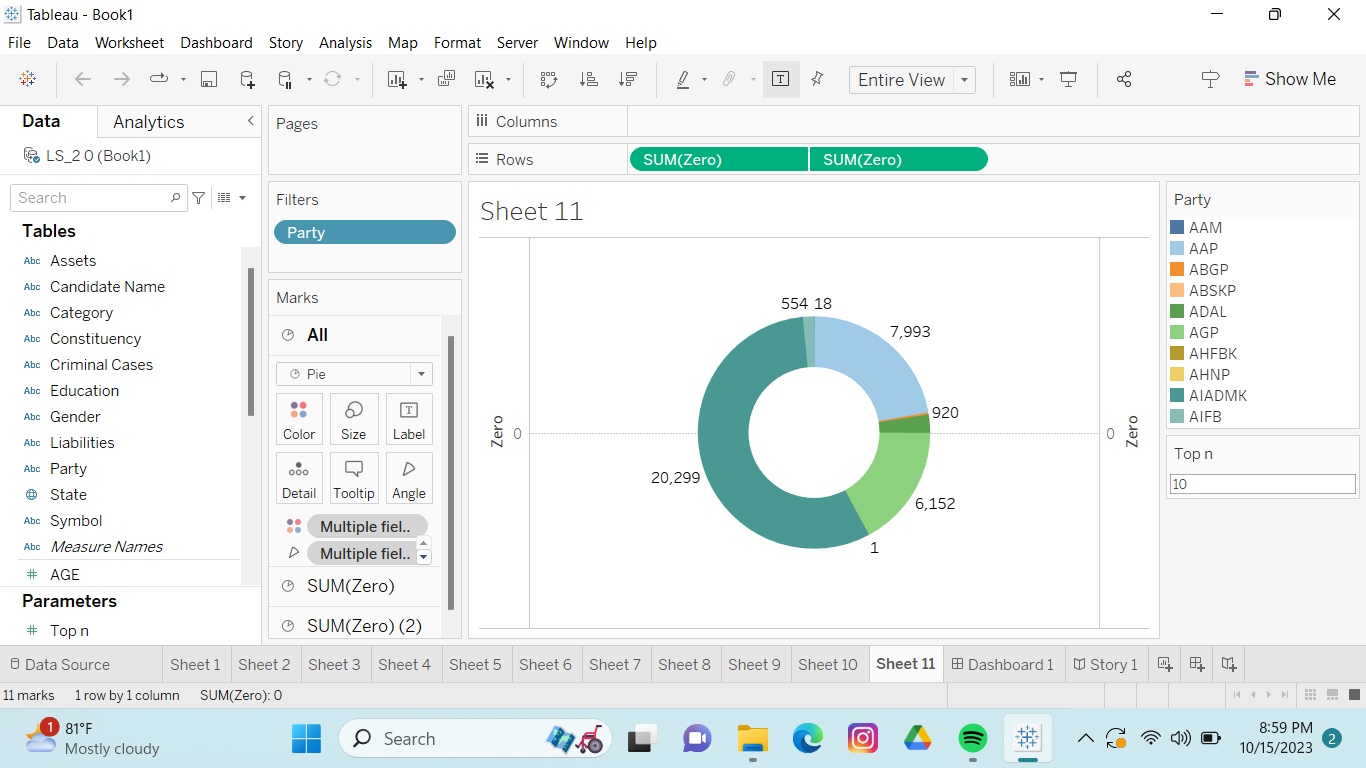 Tableau - Book1
File Data Worksheet Dashboard Story Analysis Map Format Server Window Help
Entire View
Show Me
Data Analytics
LS_2 0 (Book1)
Search
Tables
Abc Assets
Abc Candidate Name
Abc Category
Abc Constituency
Abc Criminal Cases
Abc Education
Abc Gender
Abc Liabilities
Abc Party
State
Abc Symbol
Abc Measure Names
# AGE
Parameters
# Top n
Pages
Filters
Party
Marks
All
Pie
Color Size Label
Detail Tooltip Angle
Multiple fiel..
Multiple fiel..
SUM(Zero)
SUM(Zero) (2)
Columns
Rows SUM(Zero) SUM(Zero)
Sheet 11
554 18
7,993
920
Zero 0
0 Zero
20,299
6,152
1
Party
AAM
AAP
ABGP
ABSKP
ADAL
AGP
AHFBK
AHNP
AIADMK
AIFB
Top n
10
Data Source Sheet 1 Sheet 2 Sheet 3 Sheet 4 Sheet 5 Sheet 6 Sheet 7 Sheet 8 Sheet 9 Sheet 10 Sheet 11 Dashboard 1 Story 1
11 marks 1 row by 1 column SUM(Zero): 0
1
81°F
Mostly cloudy
Search
8:59 PM
10/15/2023
2